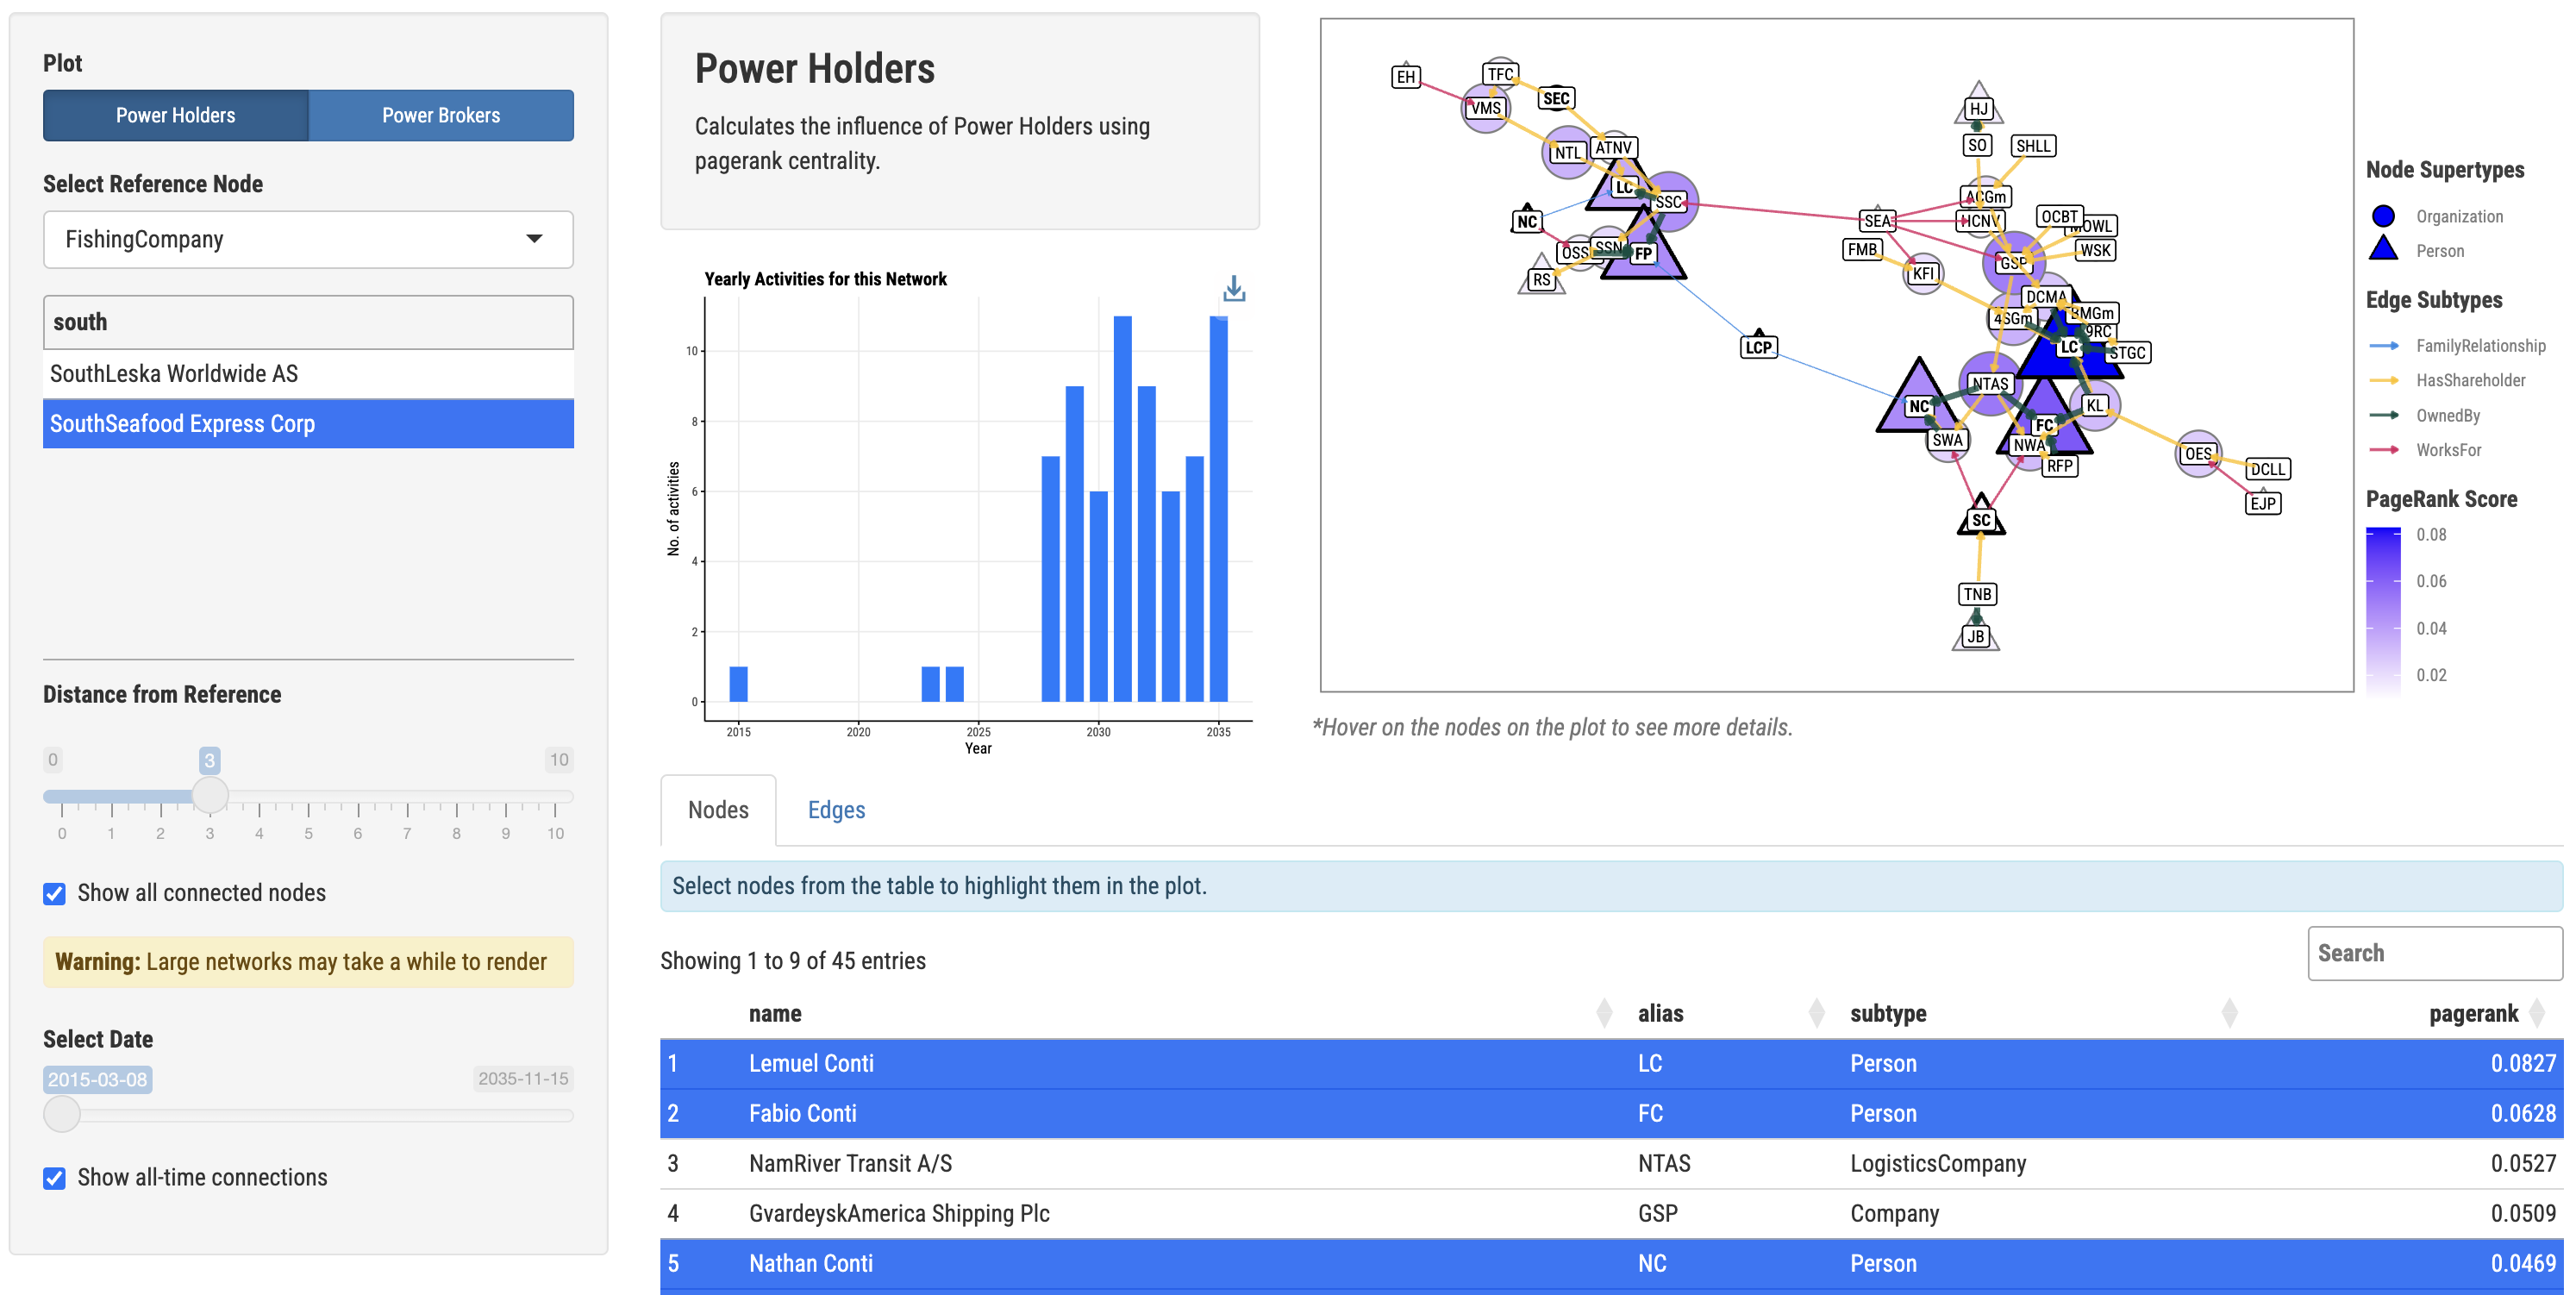 Plot
Power Holders
Power Brokers
Select Reference Node
FishingCompany
south
SouthLeska Worldwide AS
SouthSeafood Express Corp
Distance from Reference
0
3
10
0 1 2 3 4 5 6 7 8 9 10
Show all connected nodes
Warning: Large networks may take a while to render
Select Date
2015-03-08
2035-11-15
Show all-time connections
Power Holders
Calculates the influence of Power Holders using
pagerank centrality.
Yearly Activities for this Network
No. of activities
10
8
6
4
2
0
2015 2020 2025 2030 2035
Year
EH
TFC
VMS
SEC
NTL
ATNV
LC
SSC
NC
OSS
SSN
FP
RS
LCP
HJ
SO
SHLL
ACGm
SEA
HCNV
OCBT
MOWL
FMB
WSK
GSP
KFI
DCMA
4SGm
BMGm
9RC
LC
STGC
NTAS
NC
KL
FC
SWA
NWA
RFP
OES
DCLL
EJP
SC
TNB
JB
Node Supertypes
Organization
Person
Edge Subtypes
FamilyRelationship
HasShareholder
OwnedBy
WorksFor
PageRank Score
0.08
0.06
0.04
0.02
*Hover on the nodes on the plot to see more details.
Nodes
Edges
Select nodes from the table to highlight them in the plot.
Showing 1 to 9 of 45 entries
Search
name alias subtype pagerank
1 Lemuel Conti LC Person 0.0827
2 Fabio Conti FC Person 0.0628
3 NamRiver Transit A/S NTAS LogisticsCompany 0.0527
4 GvardeyskAmerica Shipping Plc GSP Company 0.0509
5 Nathan Conti NC Person 0.0469